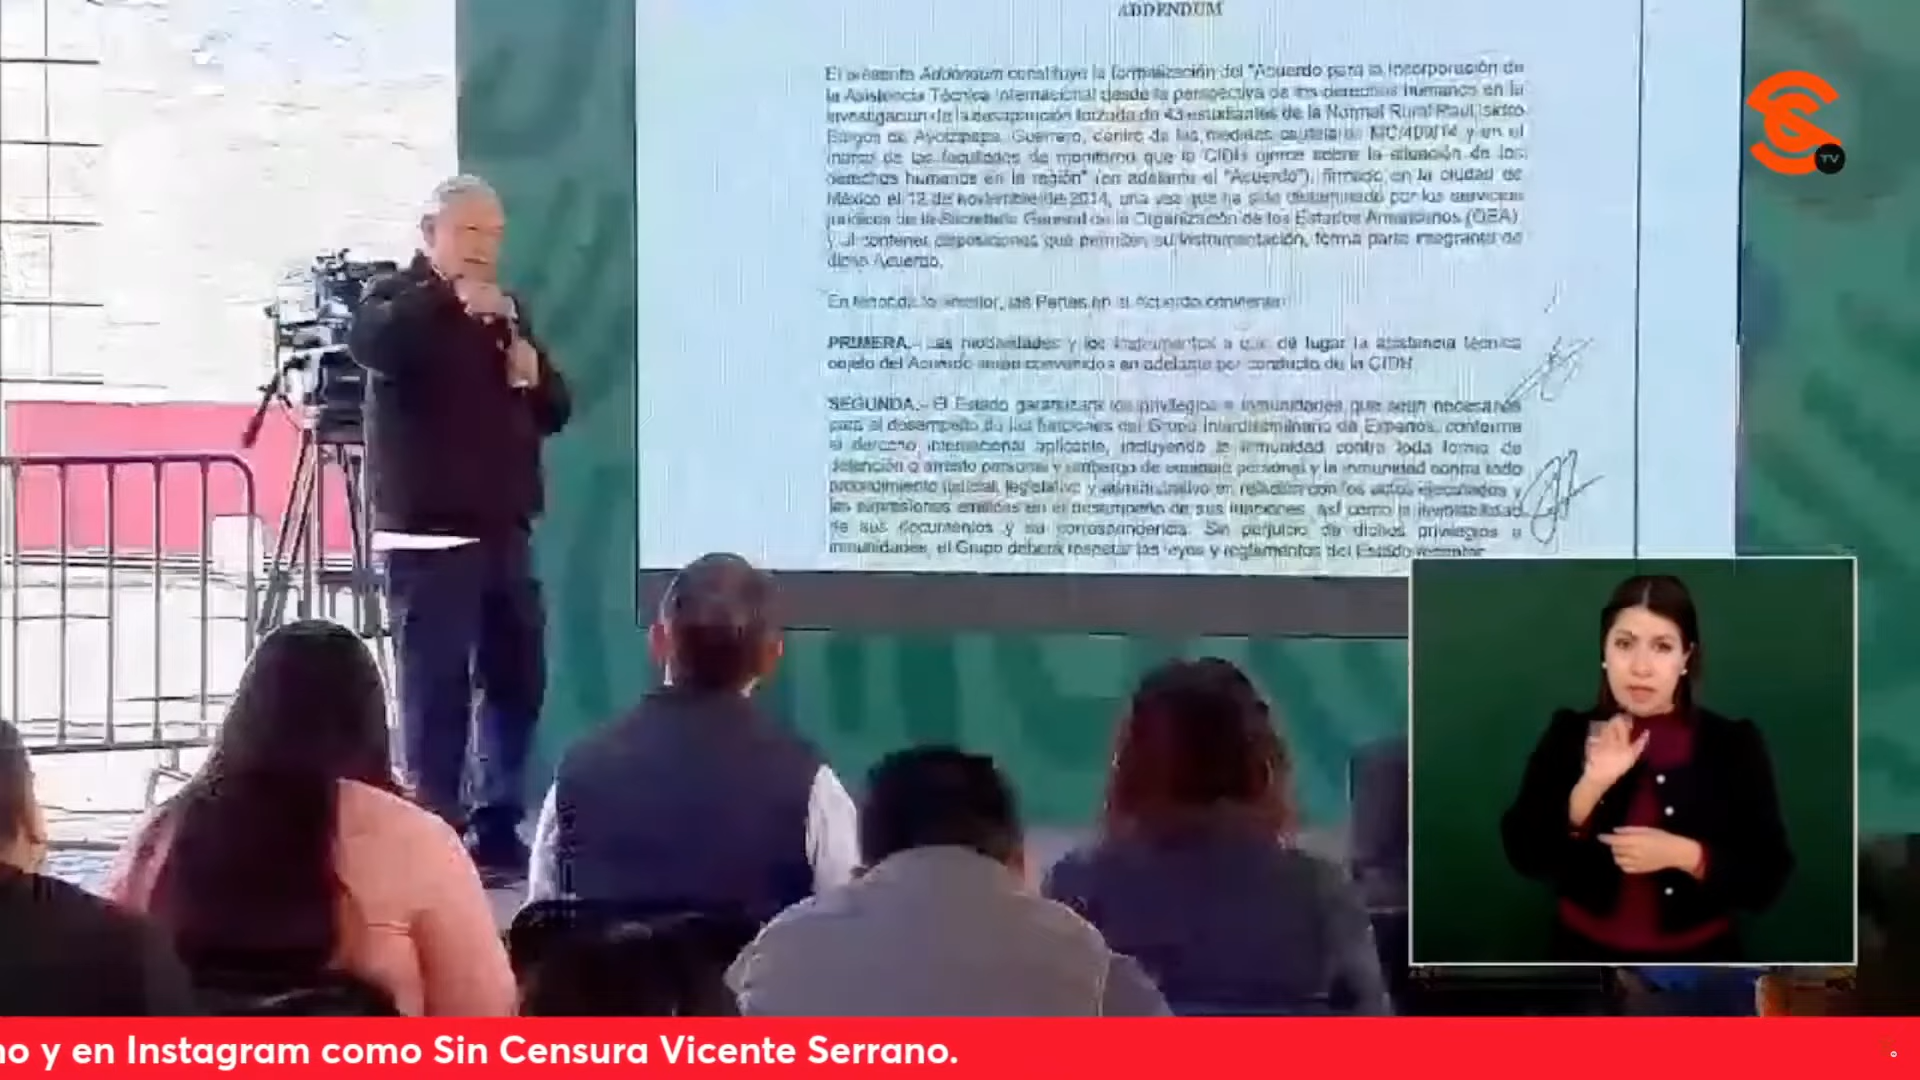 ADDENDUM
El presente Addendum constituye la formalización del "Acuerdo para la Incorporación de
la Asistencia Técnica Internacional desde la perspectiva de los derechos humanos en la
investigación de la desaparición forzada de 43 estudiantes de la Normal Rural Raúl Isidro
Burgos de Ayotzinapa, Guerrero, dentro de las medidas cautelares MC/409/14 y en el
marco de las facultades de monitoreo que la CIDH ejerce sobre la situación de los
derechos humanos en la región" (en adelante el "Acuerdo"), firmado en la ciudad de
México el 12 de noviembre de 2014, una vez que ha sido determinado por los servicios
jurídicos de la Secretaría General de la Organización de los Estados Americanos (OEA),
y al contener disposiciones que permiten su instrumentación, forma parte integrante de
dicho Acuerdo.
En de lo anterior, las Partes en el Acuerdo convienen:
PRIMERA.- Las modalidades y los instrumentos a que dé lugar la asistencia técnica
objeto del Acuerdo serán convenidos en adelante por conducto de la CIDH
SEGUNDA.- El Estado garantizará los privilegios e inmunidades que sean necesarios
para el desempeño de las funciones del Grupo Interdisciplinario de Expertos, conforme
al derecho internacional aplicable, incluyendo la inmunidad contra toda forma de
detención o arresto personal y embargo de equipaje personal y la inmunidad contra todo
procedimiento judicial, legislativo y administrativo en relación con los actos ejecutados y
las expresiones emitidas en el desempeño de sus funciones, así como la inviolabilidad
de sus documentos y su correspondencia. Sin perjuicio de dichos privilegios e
inmunidades, el Grupo deberá respetar las leyes y reglamentos del Estado receptor
TV
no y en Instagram como Sin Censura Vicente Serrano.